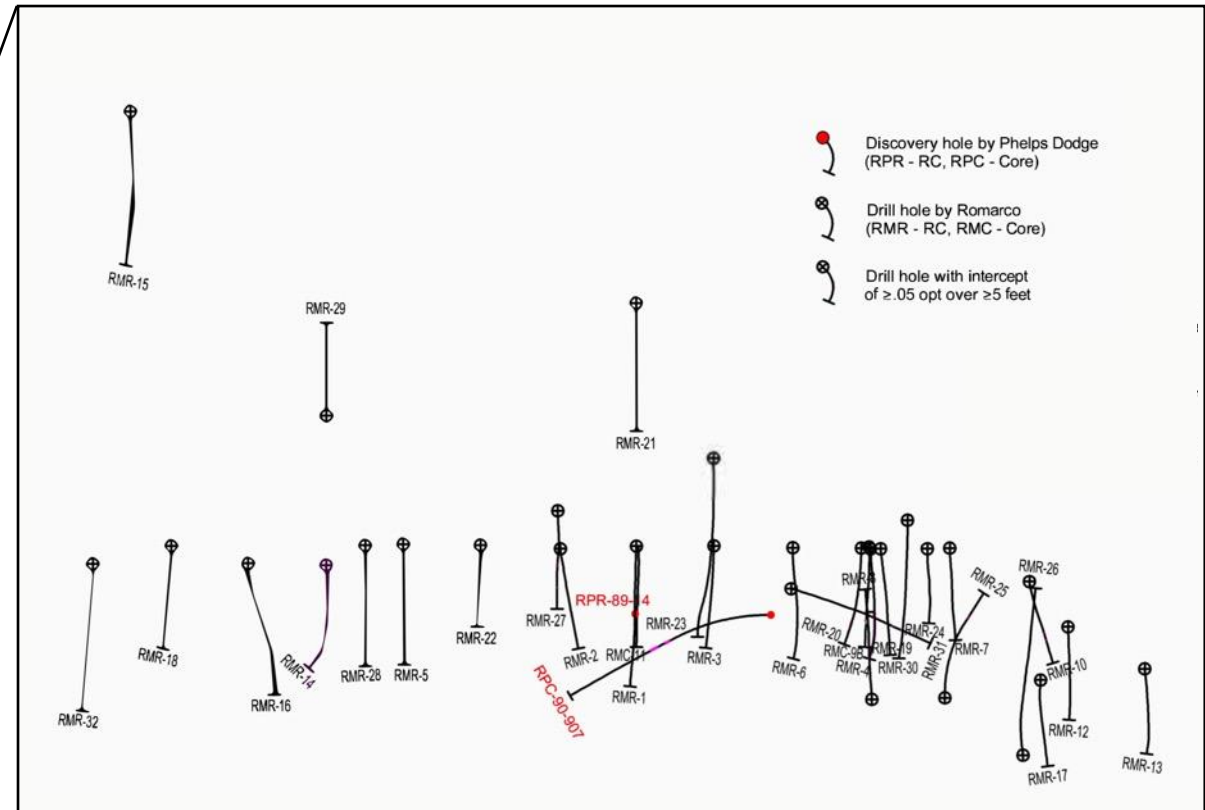 Discovery hole by Phelps Dodge
(RPR - RC, RPC - Core)
Drill hole by Romarco
(RMR - RC, RMC - Core)
Drill hole with intercept
of ≥.05 opt over ≥5 feet
RMR-15
RMR-29
RMR-21
RMR-26
RMR-25
RPR-89-14
RMR-27
RMR-23
RMR-22
RMR-20
RMR-24
RMR-18
RMR-14
RMR-28
RMR-5
RMR-2
RMR-3
RMR-6
RMC-9B
RMR-19
RMR-4
RMR-30
RMR-31
RMR-7
RMR-10
RMR-32
RMR-16
RPC-90-907
RMR-1
RMR-12
RMR-17
RMR-13